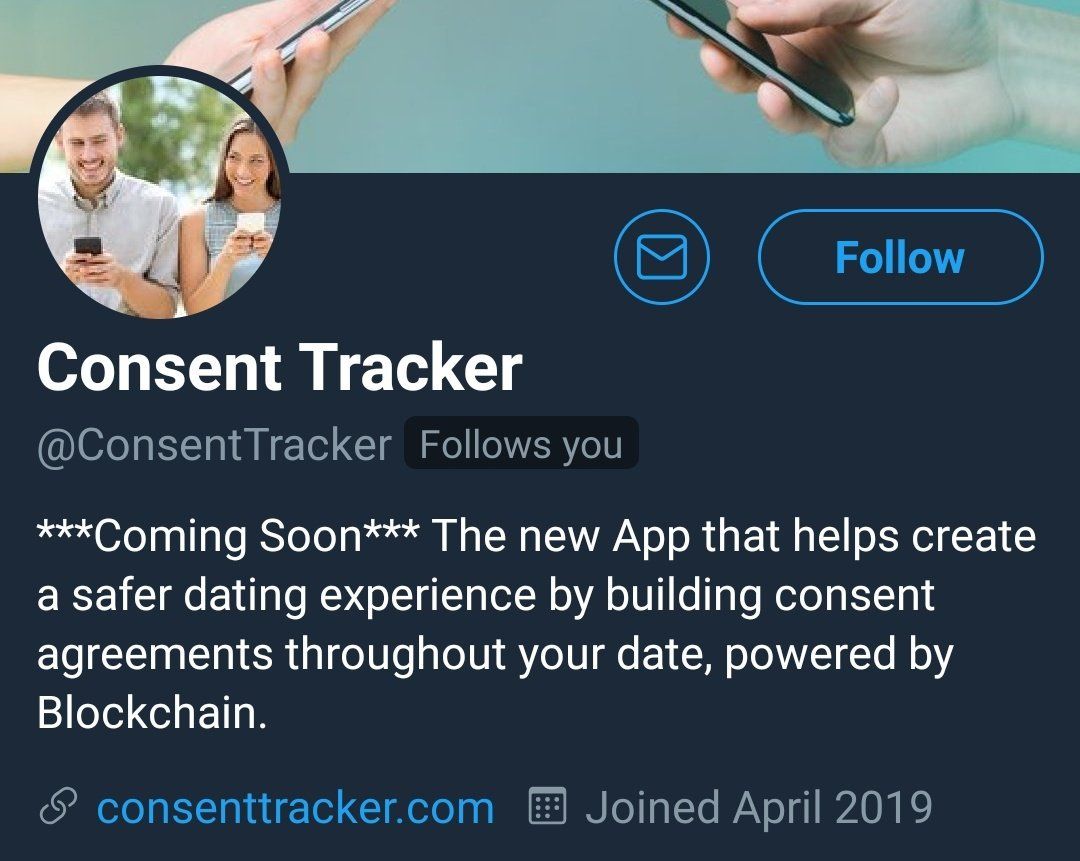 Follow
Consent Tracker
@ConsentTracker Follows you
***Coming Soon*** The new App that helps create
a safer dating experience by building consent
agreements throughout your date, powered by
Blockchain.
consenttracker.com Joined April 2019